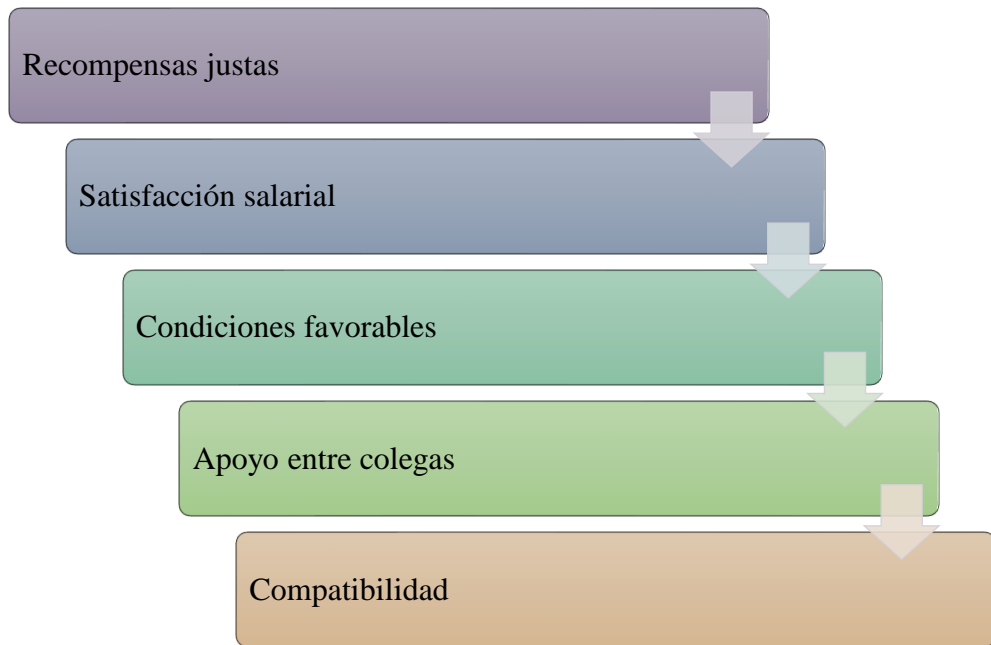 Recompensas justas
Satisfacción salarial
Condiciones favorables
Apoyo entre colegas
Compatibilidad